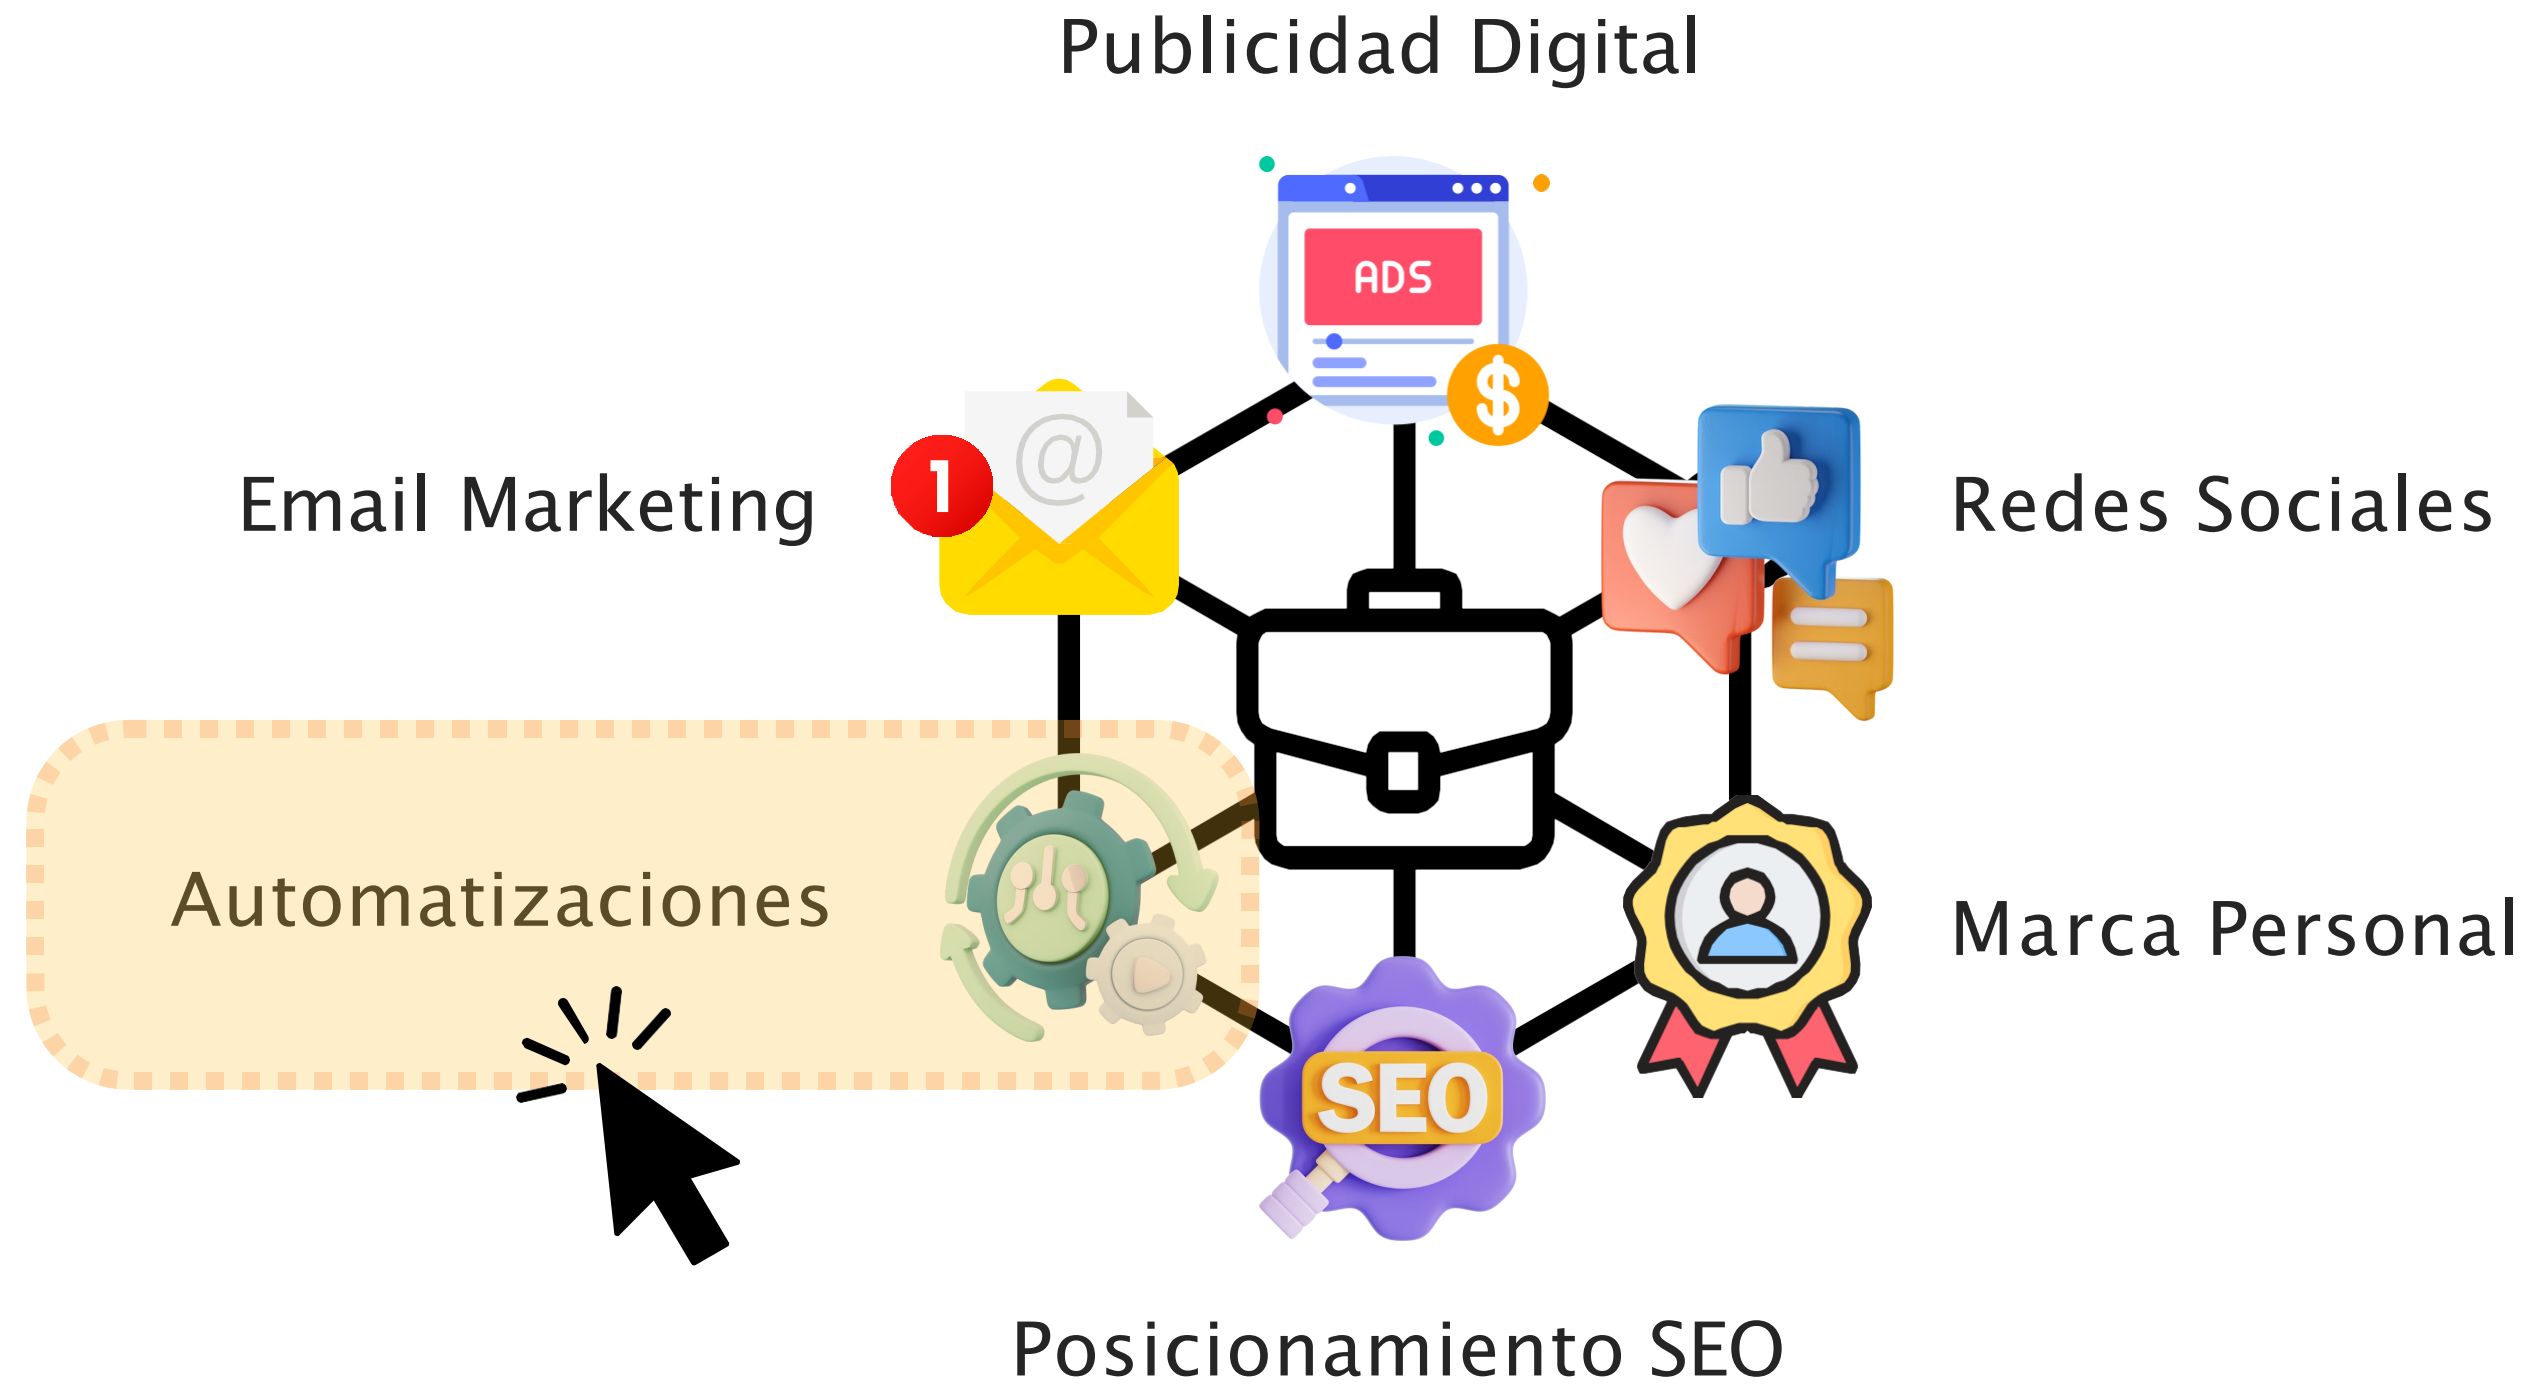 Publicidad Digital
ADS
$
@
1
Email Marketing
Redes Sociales
Automatizaciones
Marca Personal
SEO
Posicionamiento SEO